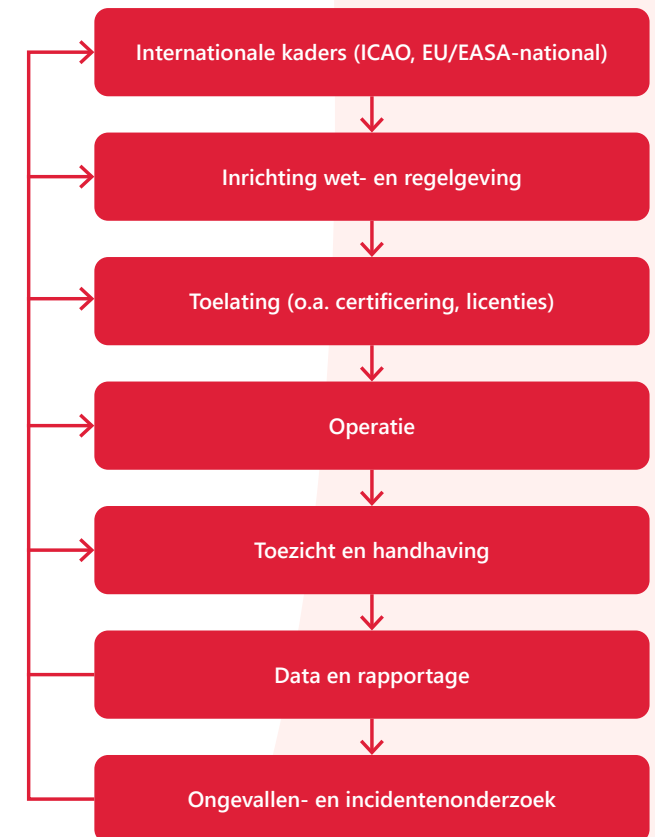 Internationale kaders (ICAO, EU/EASA-national)
Inrichting wet- en regelgeving
Toelating (o.a. certificering, licenties)
Operatie
Toezicht en handhaving
Data en rapportage
Ongevallen- en incidentenonderzoek